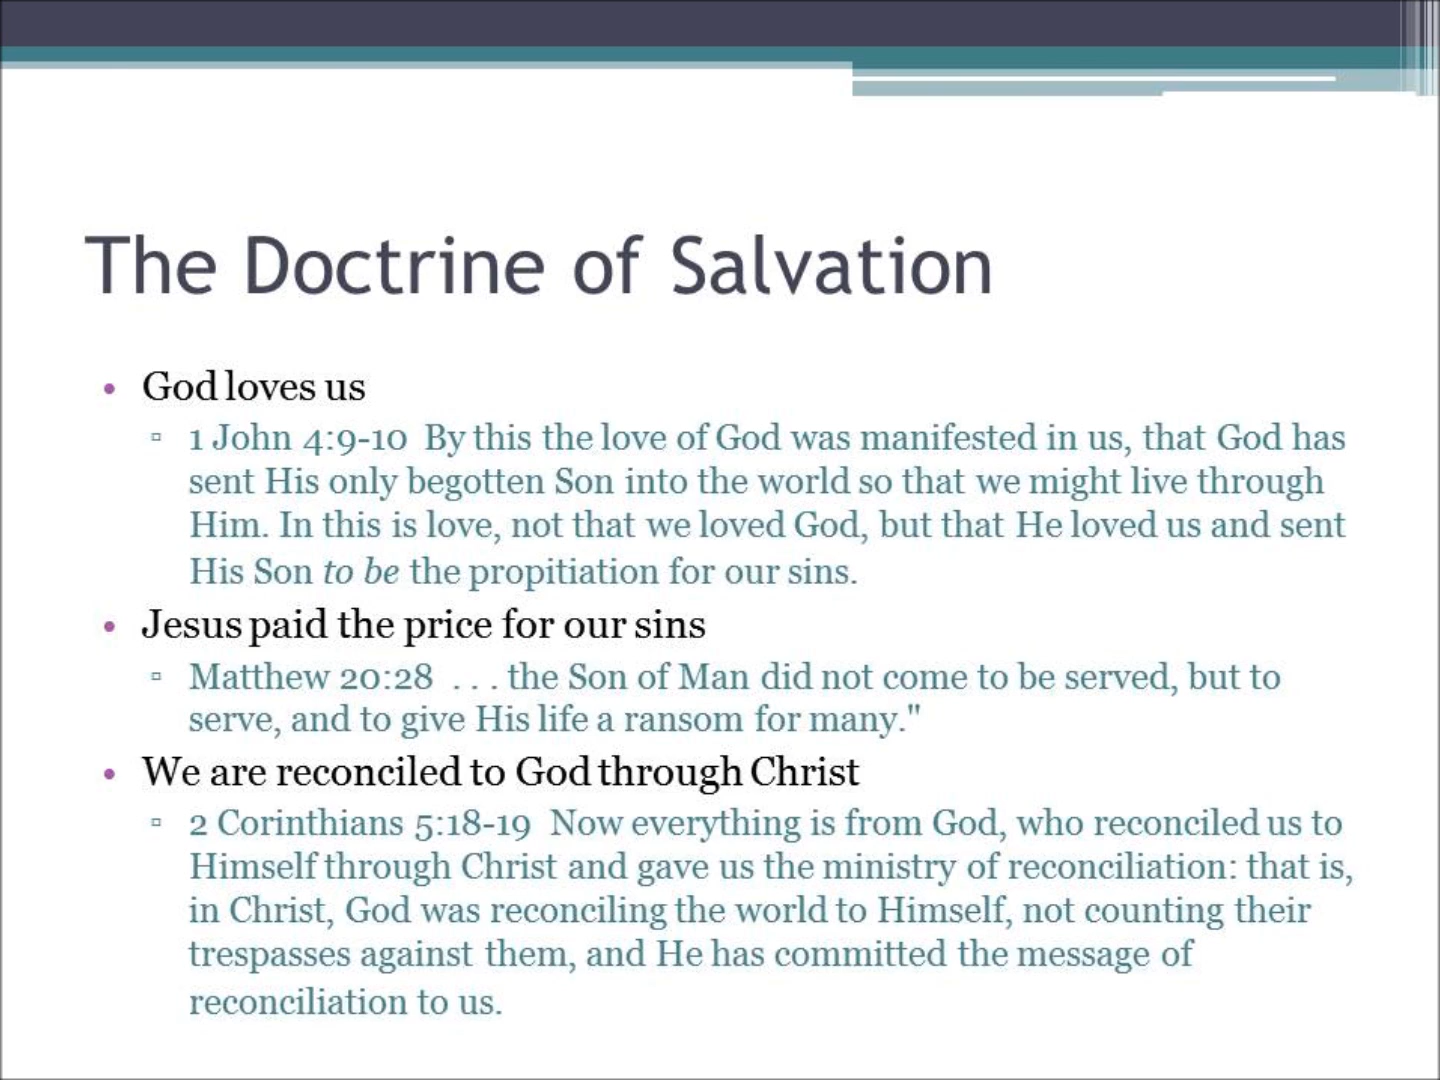 The Doctrine of Salvation
• God loves us
▫ 1 John 4:9-10  By this the love of God was manifested in us, that God has
sent His only begotten Son into the world so that we might live through
Him. In this is love, not that we loved God, but that He loved us and sent
His Son to be the propitiation for our sins.
• Jesus paid the price for our sins
▫ Matthew 20:28  . . . the Son of Man did not come to be served, but to
serve, and to give His life a ransom for many."
• We are reconciled to God through Christ
▫ 2 Corinthians 5:18-19  Now everything is from God, who reconciled us to
Himself through Christ and gave us the ministry of reconciliation: that is,
in Christ, God was reconciling the world to Himself, not counting their
trespasses against them, and He has committed the message of
reconciliation to us.